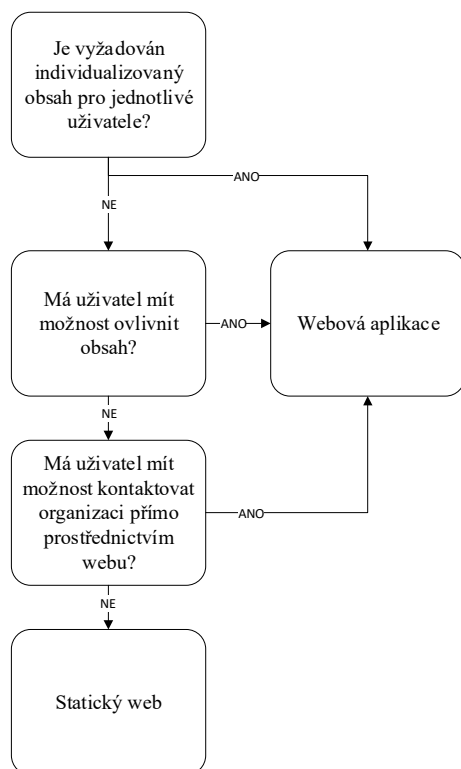 Je vyžadován
individualizovaný
obsah pro jednotlivé
uživatele?
ANO
NE
Má uživatel mít
možnost ovlivnit
obsah?
ANO
Webová aplikace
NE
Má uživatel mít
možnost kontaktovat
organizaci přímo
prostřednictvím
webu?
ANO
NE
Statický web